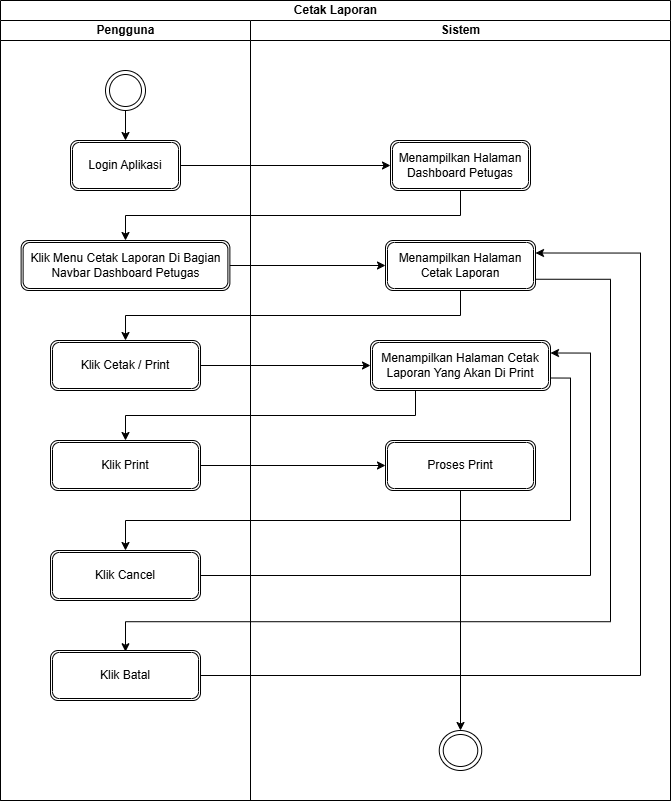 Cetak Laporan
Pengguna
Sistem
Login Aplikasi
Menampilkan Halaman
Dashboard Petugas
Klik Menu Cetak Laporan Di Bagian
Navbar Dashboard Petugas
Menampilkan Halaman
Cetak Laporan
Klik Cetak / Print
Menampilkan Halaman Cetak
Laporan Yang Akan Di Print
Klik Print
Proses Print
Klik Cancel
Klik Batal